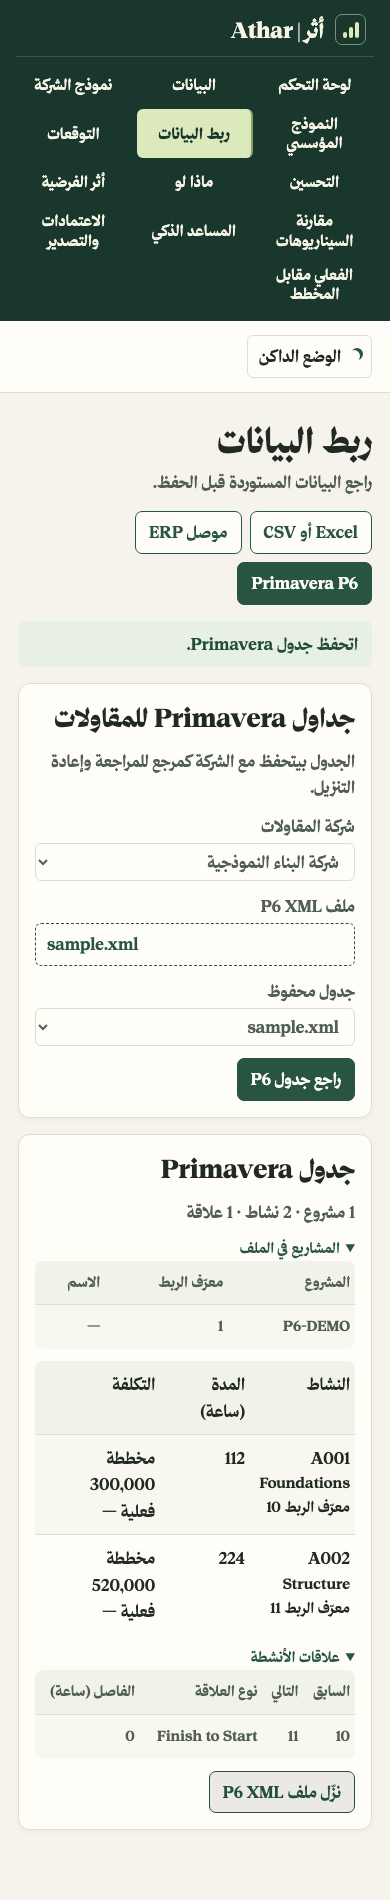 أثر | Athar
لوحة التحكم
البيانات
نموذج الشركة
النموذج المؤسسي
ربط البيانات
التوقعات
التحسين
ماذا لو
أثر الفرضية
مقارنة السيناريوهات
المساعد الذكي
الاعتمادات والتصدير
الفعلي مقابل المخطط
الوضع الداكن
ربط البيانات
راجع البيانات المستوردة قبل الحفظ.
Excel أو CSV
موصل ERP
Primavera P6
اتحفظ جدول Primavera.
جداول Primavera للمقاولات
الجدول بيتحفظ مع الشركة كمرجع للمراجعة وإعادة
التنزيل.
شركة المقاولات
شركة البناء النموذجية
ملف P6 XML
sample.xml
جدول محفوظ
sample.xml
راجع جدول P6
جدول Primavera
1 مشروع · 2 نشاط · 1 علاقة
▼ المشاريع في الملف
المشروع معرّف الربط الاسم
P6-DEMO 1 —
النشاط المدة (ساعة) التكلفة
A001 112 مخططة
Foundations 300,000
معرّف الربط 10 فعلية —
A002 224 مخططة
Structure 520,000
معرّف الربط 11 فعلية —
▼ علاقات الأنشطة
السابق التالي نوع العلاقة الفاصل (ساعة)
10 11 Finish to Start 0
نزّل ملف P6 XML